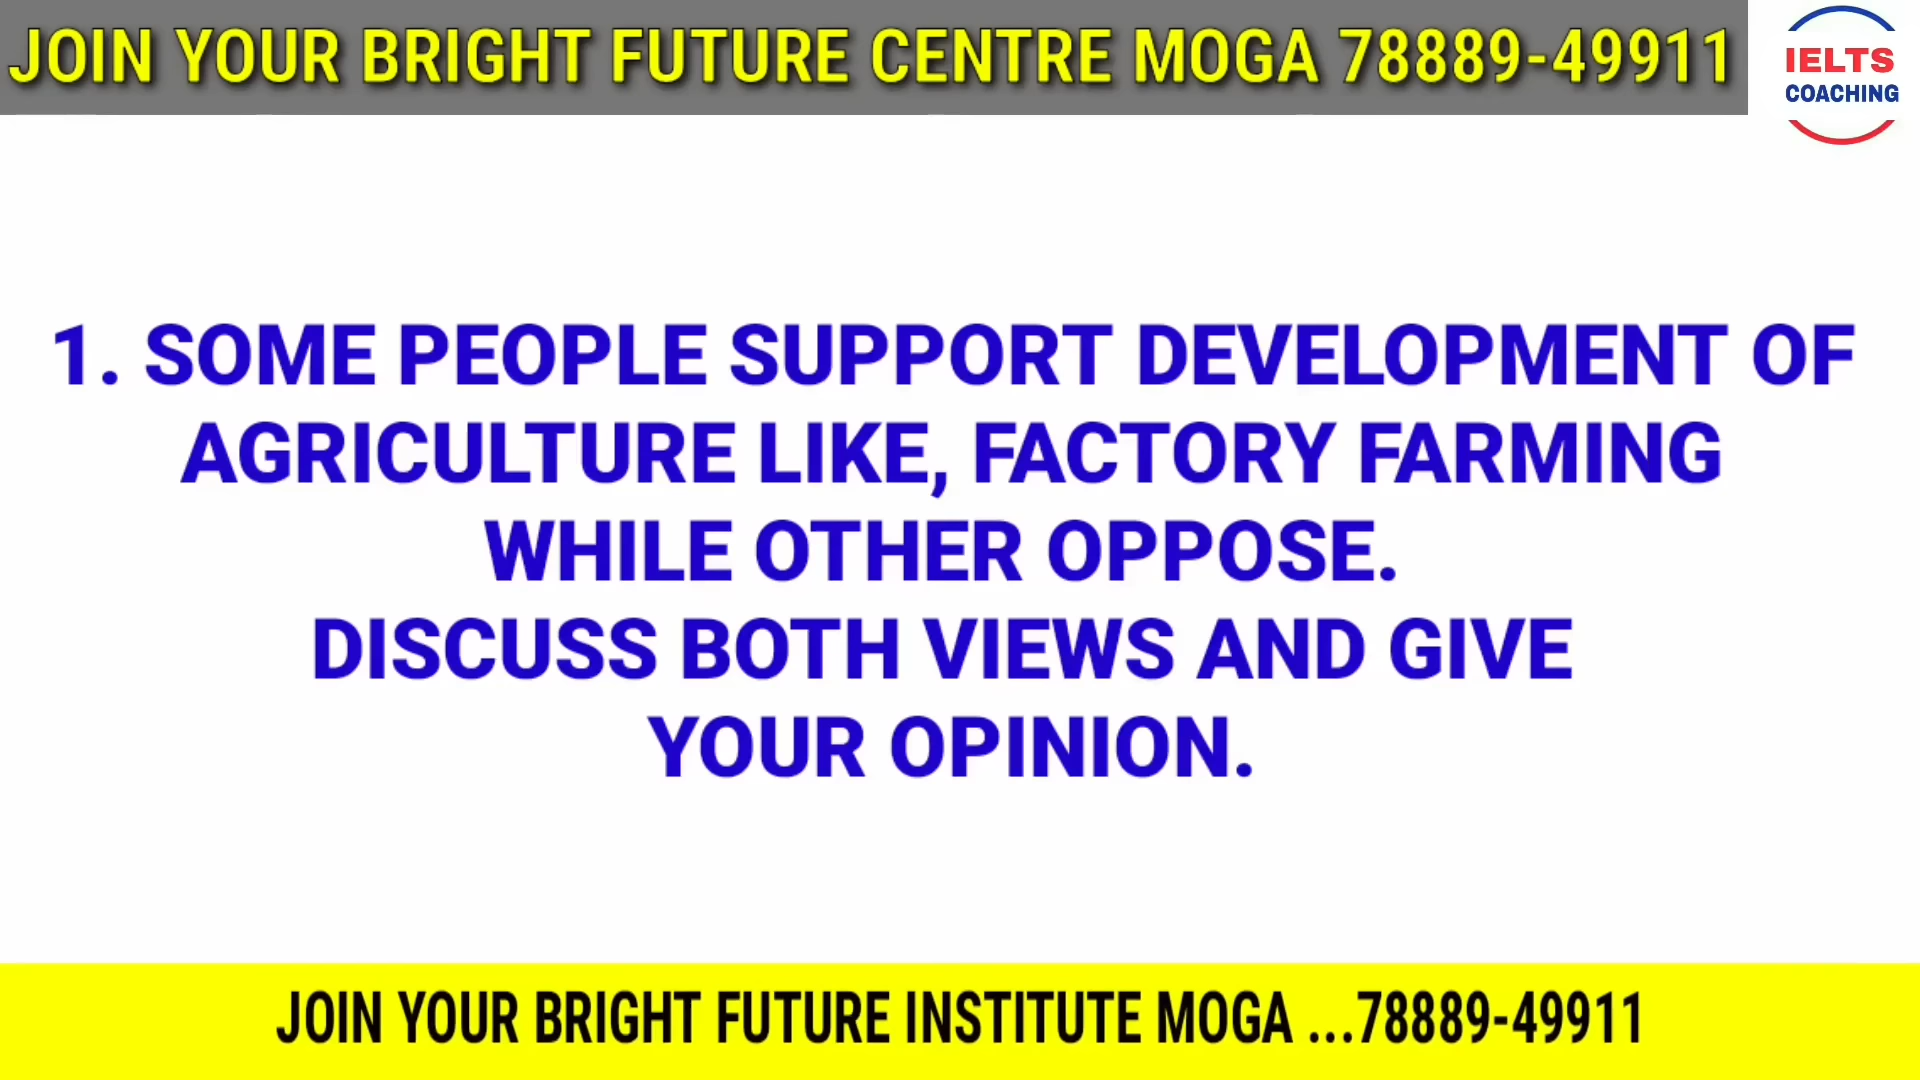 JOIN YOUR BRIGHT FUTURE CENTRE MOGA 78889-49911
IELTS
COACHING
1. SOME PEOPLE SUPPORT DEVELOPMENT OF
AGRICULTURE LIKE, FACTORY FARMING
WHILE OTHER OPPOSE.
DISCUSS BOTH VIEWS AND GIVE
YOUR OPINION.
JOIN YOUR BRIGHT FUTURE INSTITUTE MOGA ...78889-49911